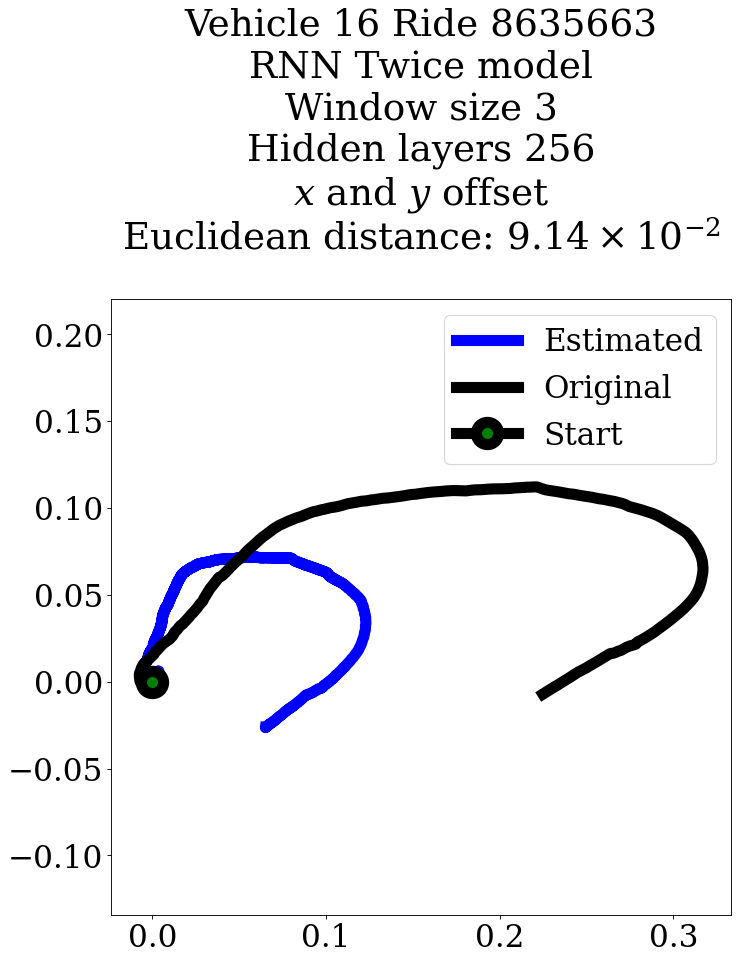 Vehicle 16 Ride 8635663
RNN Twice model
Window size 3
Hidden layers 256
x and y offset
Euclidean distance: 9.14 × 10⁻²
Estimated
Original
Start
0.20
0.15
0.10
0.05
0.00
−0.05
−0.10
0.0 0.1 0.2 0.3